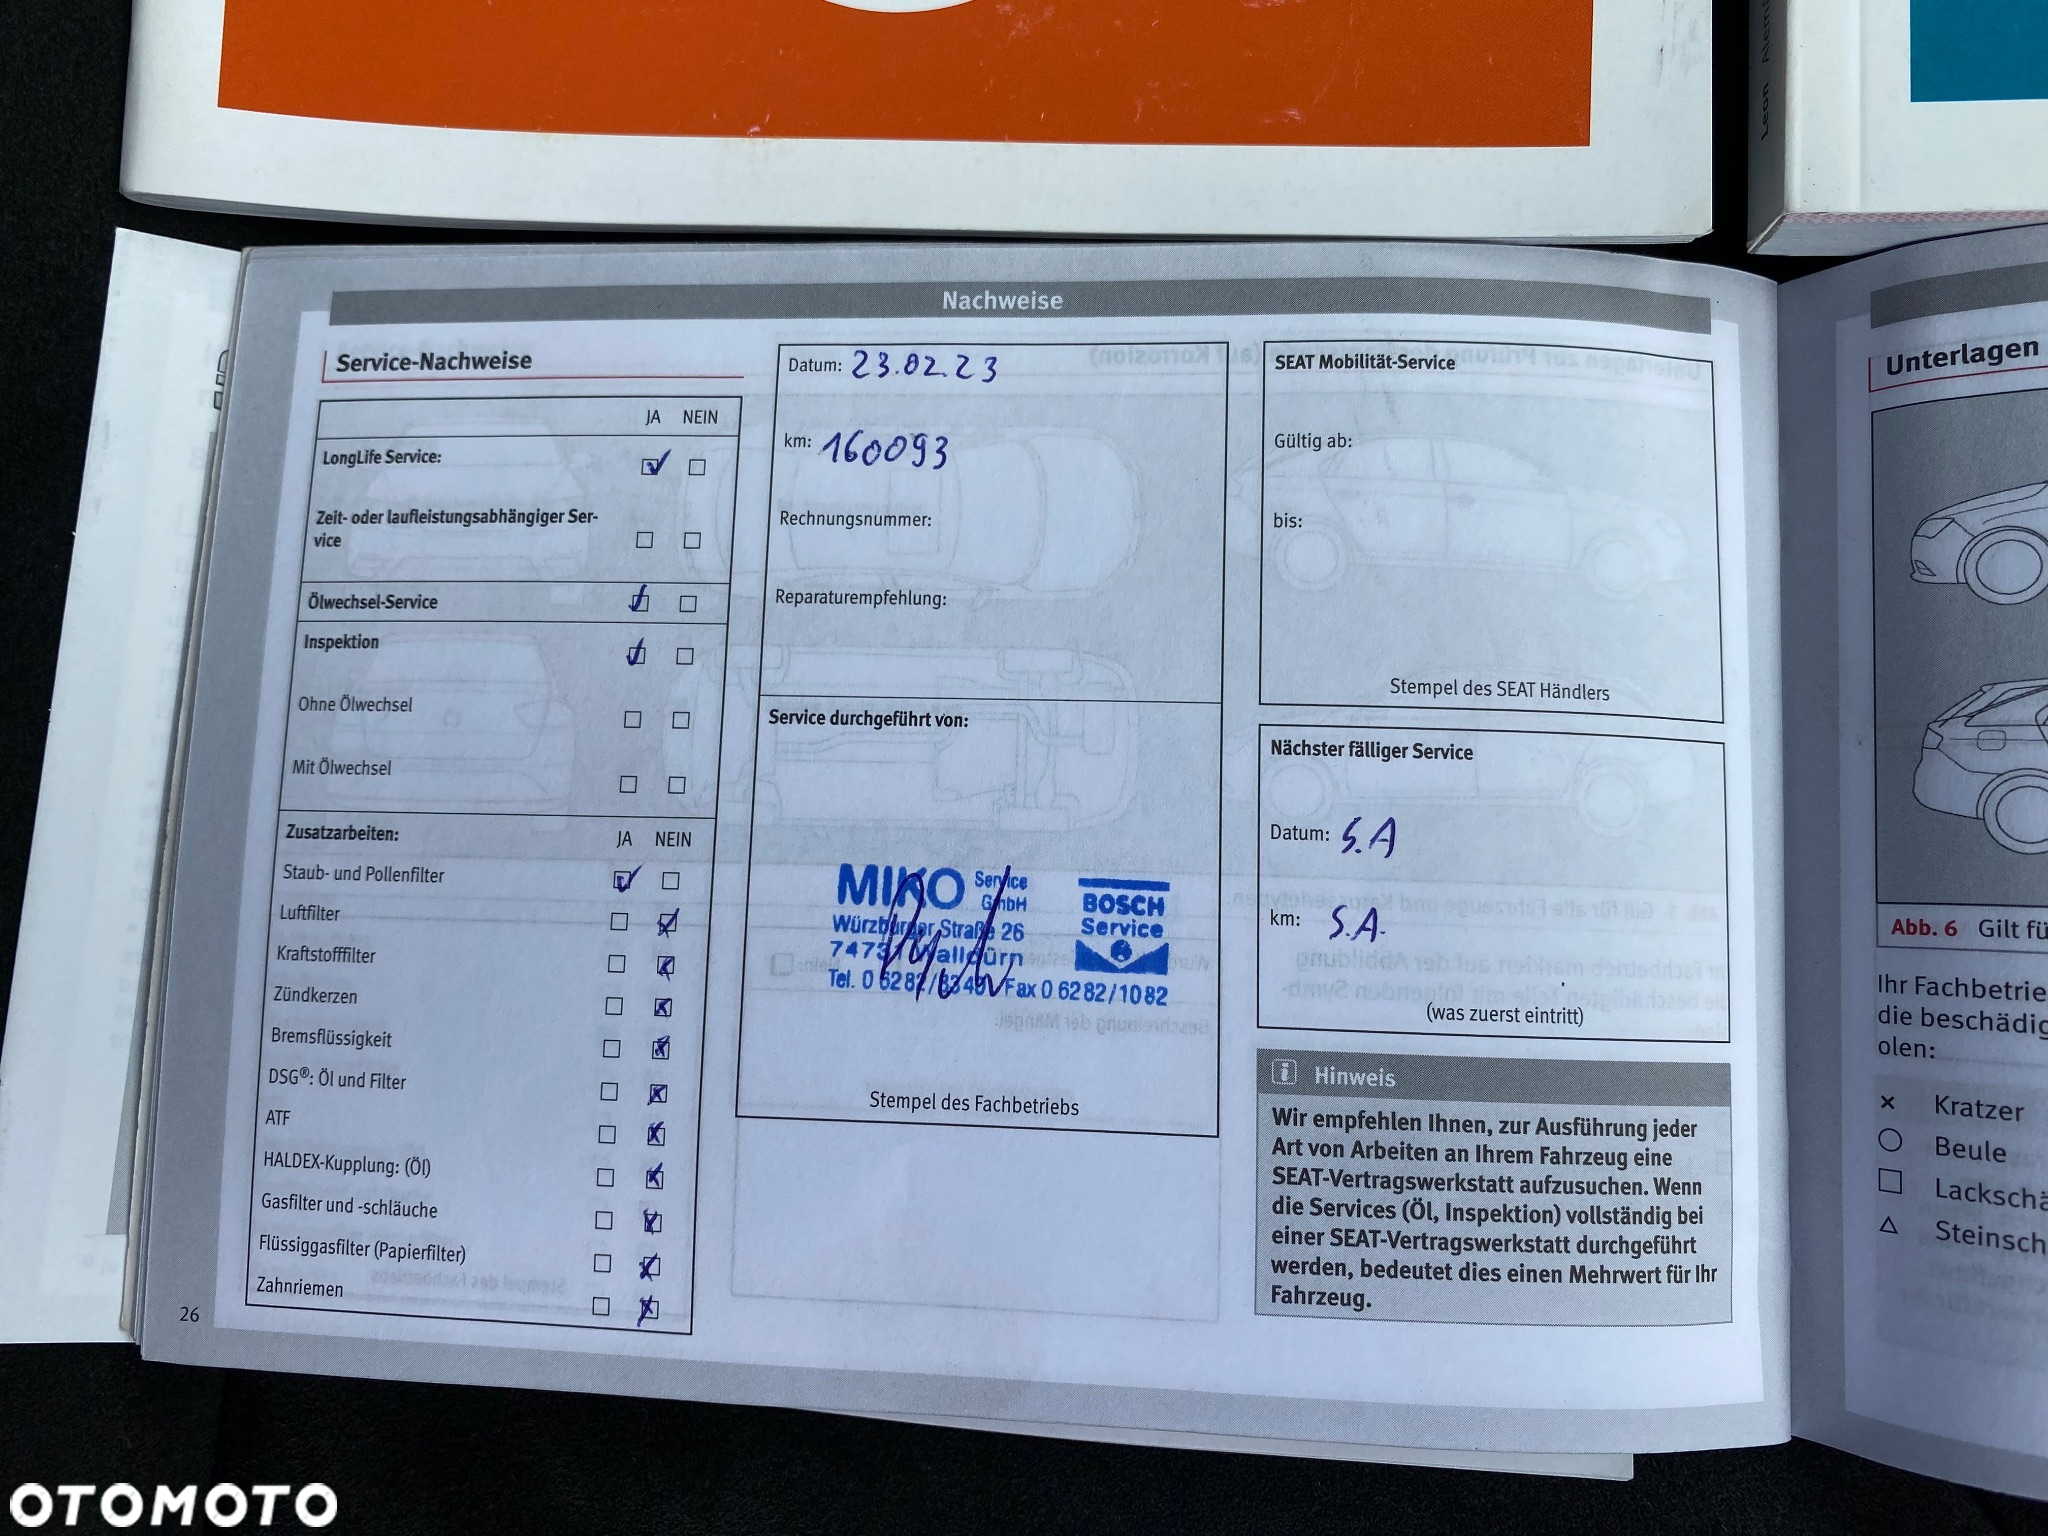 Leon
Nachweise
Service-Nachweise
JA NEIN
LongLife Service:
Zeit- oder laufleistungsabhängiger Ser-
vice
Ölwechsel-Service
Inspektion
Ohne Ölwechsel
Mit Ölwechsel
Zusatzarbeiten: JA NEIN
Staub- und Pollenfilter
Luftfilter
Kraftstofffilter
Zündkerzen
Bremsflüssigkeit
DSG®: Öl und Filter
ATF
HALDEX-Kupplung: (Öl)
Gasfilter und -schläuche
Flüssiggasfilter (Papierfilter)
Zahnriemen
26
Datum: 23.02.23
km: 160093
Rechnungsnummer:
Reparaturempfehlung:
Service durchgeführt von:
MIKO Service GmbH
Würzburger Straße 26
74731 Walldürn
Tel. 0 62 82 / Fax 0 62 82 / 10 82
BOSCH
Service
Stempel des Fachbetriebs
SEAT Mobilität-Service
Gültig ab:
bis:
Stempel des SEAT Händlers
Nächster fälliger Service
Datum: S.A
km: S.A.
(was zuerst eintritt)
i Hinweis
Wir empfehlen Ihnen, zur Ausführung jeder
Art von Arbeiten an Ihrem Fahrzeug eine
SEAT-Vertragswerkstatt aufzusuchen. Wenn
die Services (Öl, Inspektion) vollständig bei
einer SEAT-Vertragswerkstatt durchgeführt
werden, bedeutet dies einen Mehrwert für Ihr
Fahrzeug.
Unterlagen
Abb. 6 Gilt fü
Ihr Fachbetrie
die beschädig
olen:
Kratzer
Beule
Lackschä
Steinsch
OTOMOTO